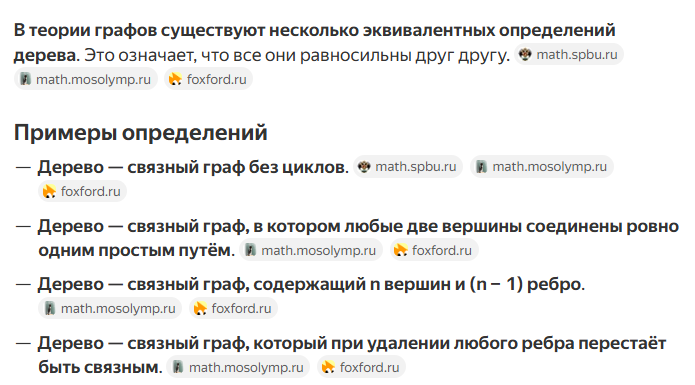 В теории графов существуют несколько эквивалентных определений
дерева. Это означает, что все они равносильны друг другу. math.spbu.ru
math.mosolymp.ru foxford.ru
Примеры определений
— Дерево — связный граф без циклов. math.spbu.ru math.mosolymp.ru
foxford.ru
— Дерево — связный граф, в котором любые две вершины соединены ровно
одним простым путём. math.mosolymp.ru foxford.ru
— Дерево — связный граф, содержащий n вершин и (n − 1) ребро.
math.mosolymp.ru foxford.ru
— Дерево — связный граф, который при удалении любого ребра перестаёт
быть связным. math.mosolymp.ru foxford.ru